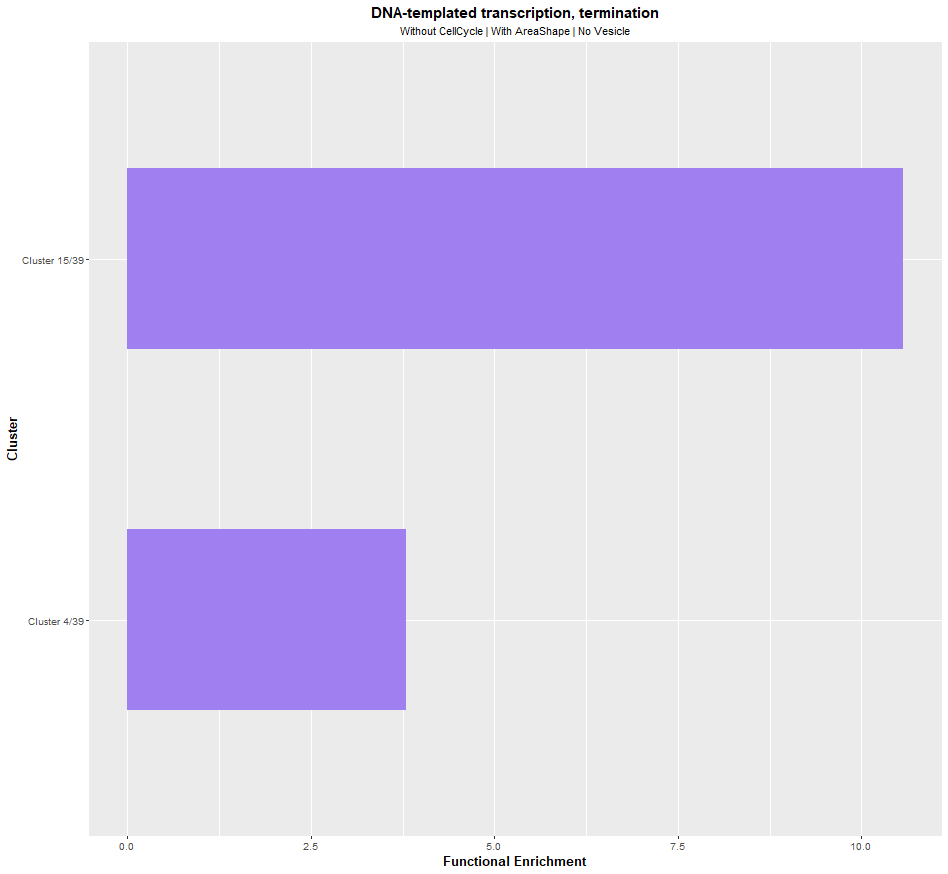 DNA-templated transcription, termination
Without CellCycle | With AreaShape | No Vesicle
Cluster
Cluster 15/39
Cluster 4/39
0.0 2.5 5.0 7.5 10.0
Functional Enrichment